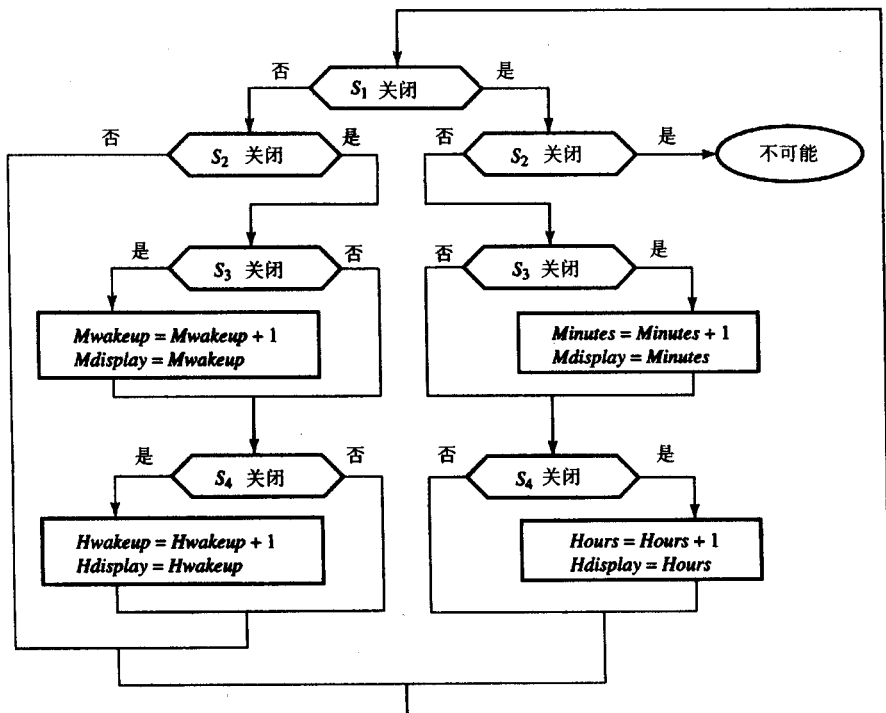 否
是
S1 关闭
否
是
否
是
S2 关闭
S2 关闭
不可能
是
否
否
是
S3 关闭
S3 关闭
Mwakeup = Mwakeup + 1
Mdisplay = Mwakeup
Minutes = Minutes + 1
Mdisplay = Minutes
是
否
否
是
S4 关闭
S4 关闭
Hwakeup = Hwakeup + 1
Hdisplay = Hwakeup
Hours = Hours + 1
Hdisplay = Hours